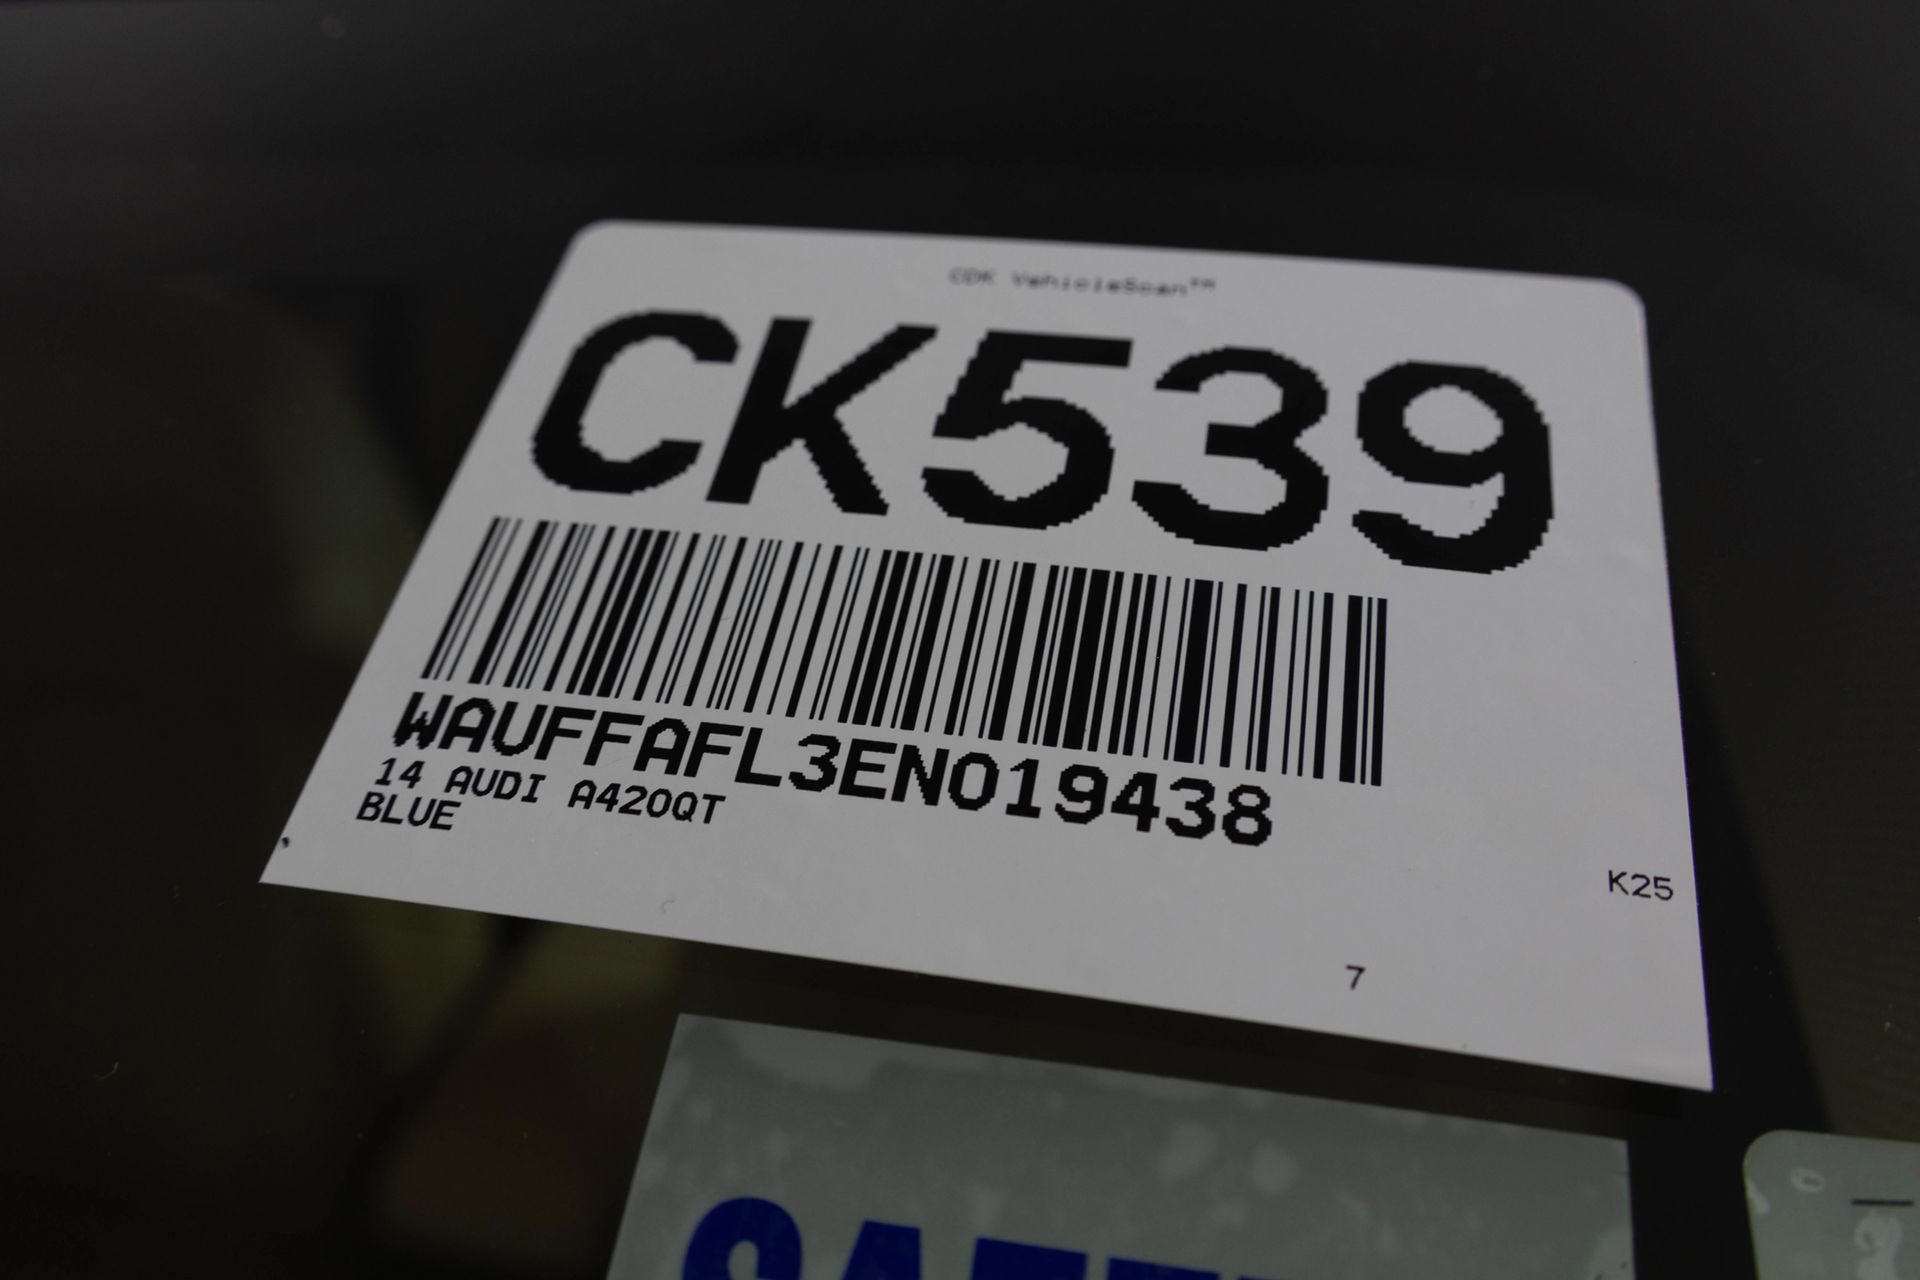 CDK VehicleScan™
CK539
WAUFFAFL3EN019438
14 AUDI A420QT
BLUE
K25
7